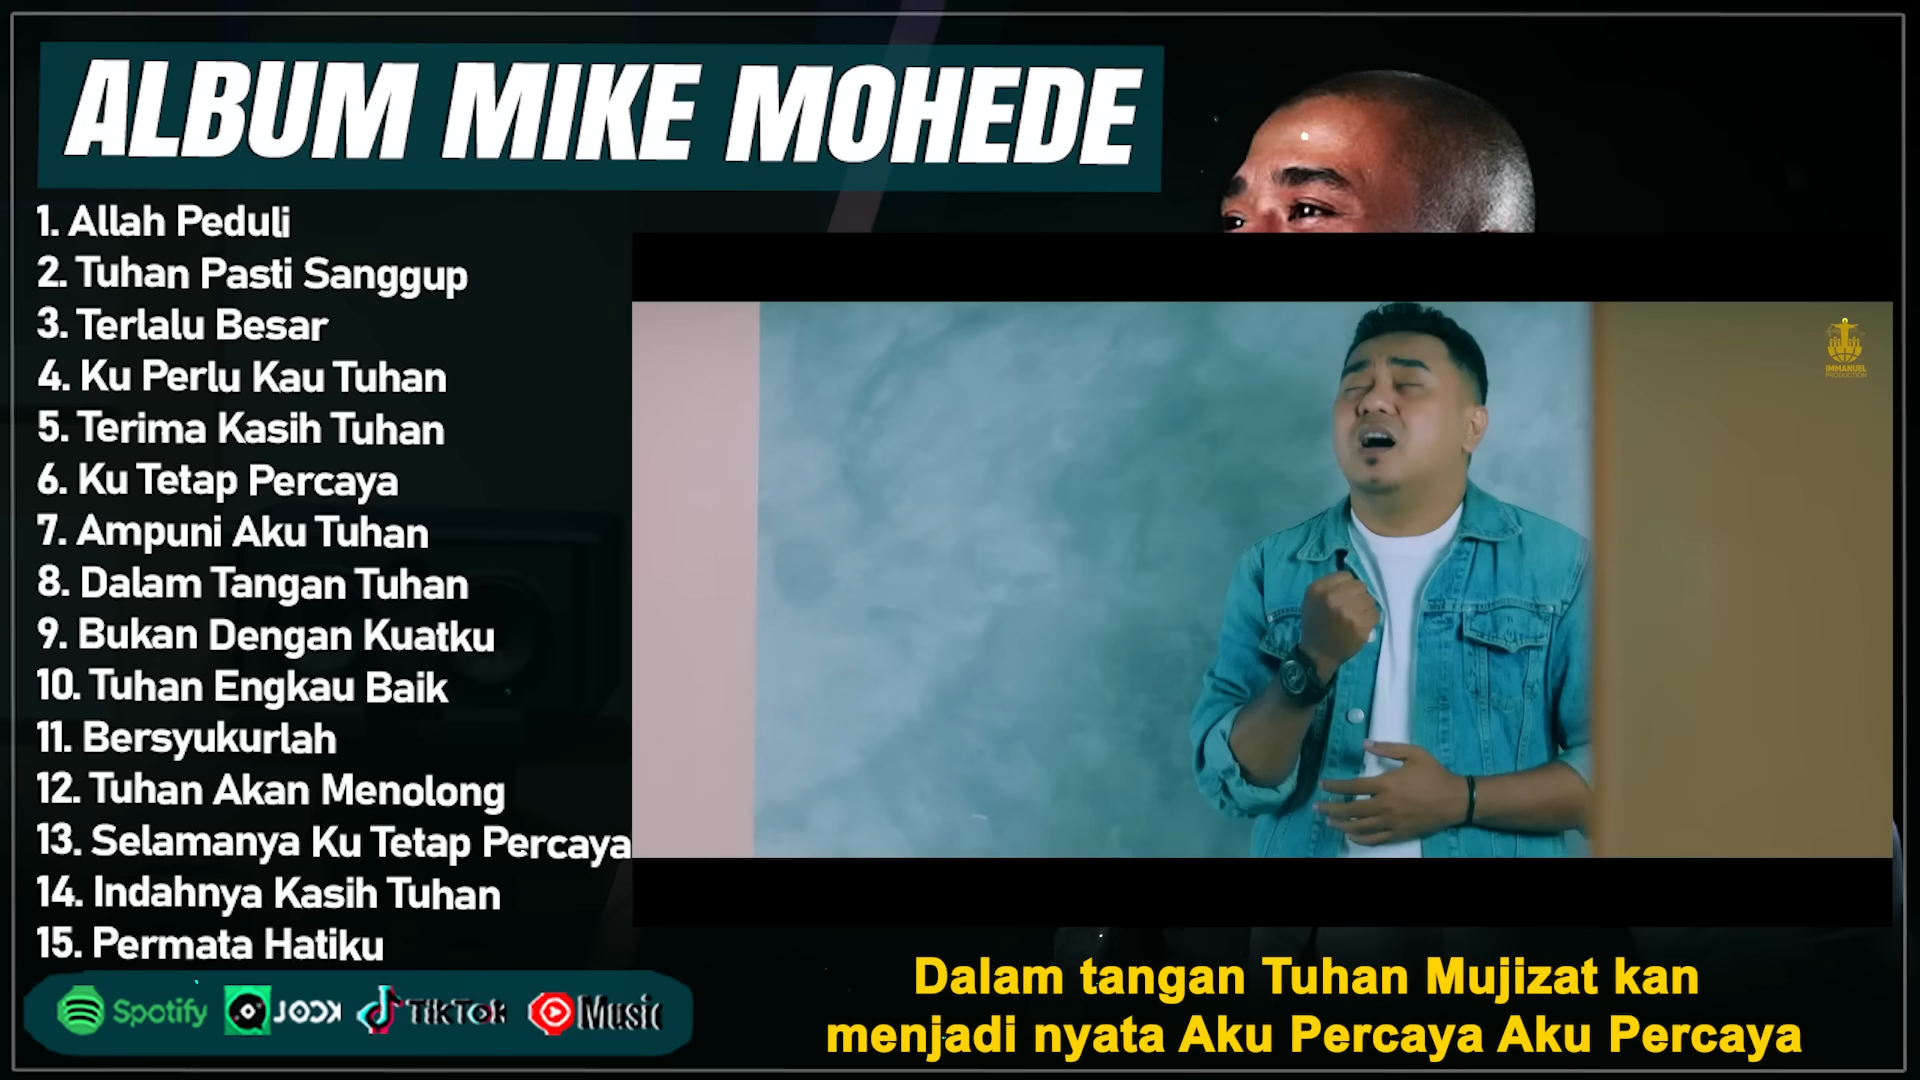 ALBUM MIKE MOHEDE
1. Allah Peduli
2. Tuhan Pasti Sanggup
3. Terlalu Besar
4. Ku Perlu Kau Tuhan
5. Terima Kasih Tuhan
6. Ku Tetap Percaya
7. Ampuni Aku Tuhan
8. Dalam Tangan Tuhan
9. Bukan Dengan Kuatku
10. Tuhan Engkau Baik
11. Bersyukurlah
12. Tuhan Akan Menolong
13. Selamanya Ku Tetap Percaya
14. Indahnya Kasih Tuhan
15. Permata Hatiku
IMMANUEL
PRODUCTION
Spotify JOOX TikTok Music
Dalam tangan Tuhan Mujizat kan
menjadi nyata Aku Percaya Aku Percaya